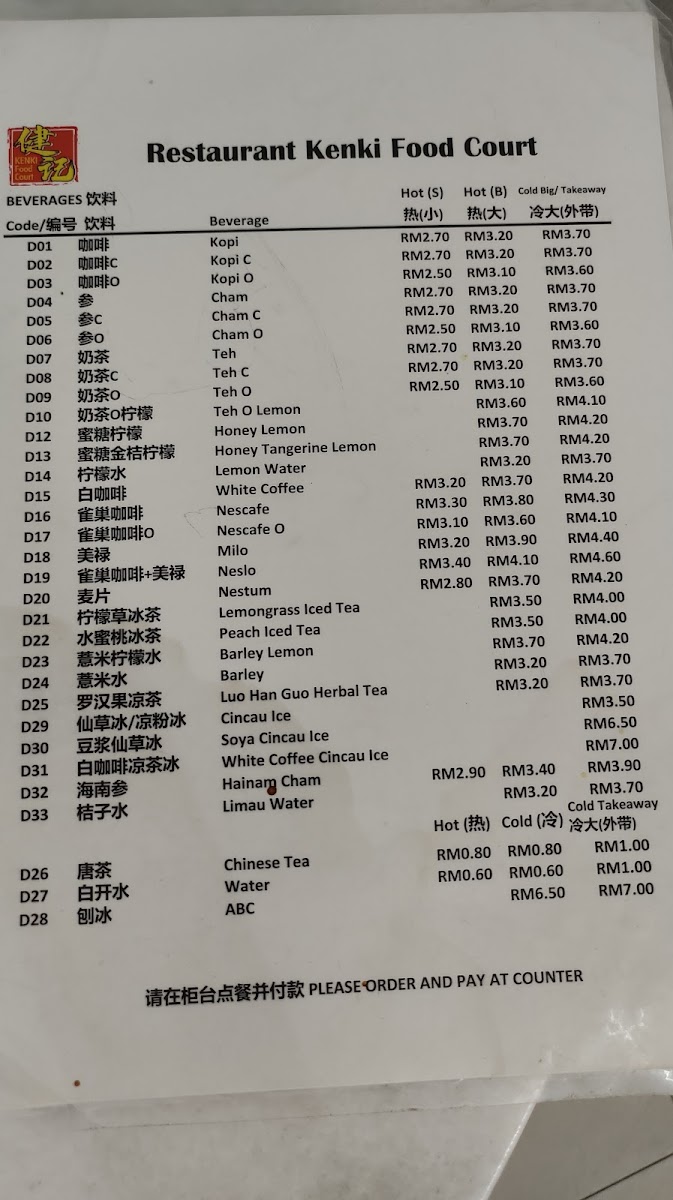 健记
KENKI
Food
Court
Restaurant Kenki Food Court
BEVERAGES 饮料 Hot (S) Hot (B) Cold Big/ Takeaway
Code/编号 饮料 Beverage 热(小) 热(大) 冷大(外带)
D01 咖啡 Kopi RM2.70 RM3.20 RM3.70
D02 咖啡C Kopi C RM2.70 RM3.20 RM3.70
D03 咖啡O Kopi O RM2.50 RM3.10 RM3.60
D04 参 Cham RM2.70 RM3.20 RM3.70
D05 参C Cham C RM2.70 RM3.20 RM3.70
D06 参O Cham O RM2.50 RM3.10 RM3.60
D07 奶茶 Teh RM2.70 RM3.20 RM3.70
D08 奶茶C Teh C RM2.70 RM3.20 RM3.70
D09 奶茶O Teh O RM2.50 RM3.10 RM3.60
D10 奶茶O柠檬 Teh O Lemon RM3.60 RM4.10
D12 蜜糖柠檬 Honey Lemon RM3.70 RM4.20
D13 蜜糖金桔柠檬 Honey Tangerine Lemon RM3.70 RM4.20
D14 柠檬水 Lemon Water RM3.20 RM3.70
D15 白咖啡 White Coffee RM3.20 RM3.70 RM4.20
D16 雀巢咖啡 Nescafe RM3.30 RM3.80 RM4.30
D17 雀巢咖啡O Nescafe O RM3.10 RM3.60 RM4.10
D18 美禄 Milo RM3.20 RM3.90 RM4.40
D19 雀巢咖啡+美禄 Neslo RM3.40 RM4.10 RM4.60
D20 麦片 Nestum RM2.80 RM3.70 RM4.20
D21 柠檬草冰茶 Lemongrass Iced Tea RM3.50 RM4.00
D22 水蜜桃冰茶 Peach Iced Tea RM3.50 RM4.00
D23 薏米柠檬水 Barley Lemon RM3.70 RM4.20
D24 薏米水 Barley RM3.20 RM3.70
D25 罗汉果凉茶 Luo Han Guo Herbal Tea RM3.20 RM3.70
D29 仙草冰/凉粉冰 Cincau Ice RM3.50
D30 豆浆仙草冰 Soya Cincau Ice RM6.50
D31 白咖啡凉茶冰 White Coffee Cincau Ice RM7.00
D32 海南参 Hainam Cham RM2.90 RM3.40 RM3.90
D33 桔子水 Limau Water RM3.20 RM3.70
Hot (热) Cold (冷) Cold Takeaway 冷大(外带)
D26 唐茶 Chinese Tea RM0.80 RM0.80 RM1.00
D27 白开水 Water RM0.60 RM0.60 RM1.00
D28 刨冰 ABC RM6.50 RM7.00
请在柜台点餐并付款 PLEASE ORDER AND PAY AT COUNTER